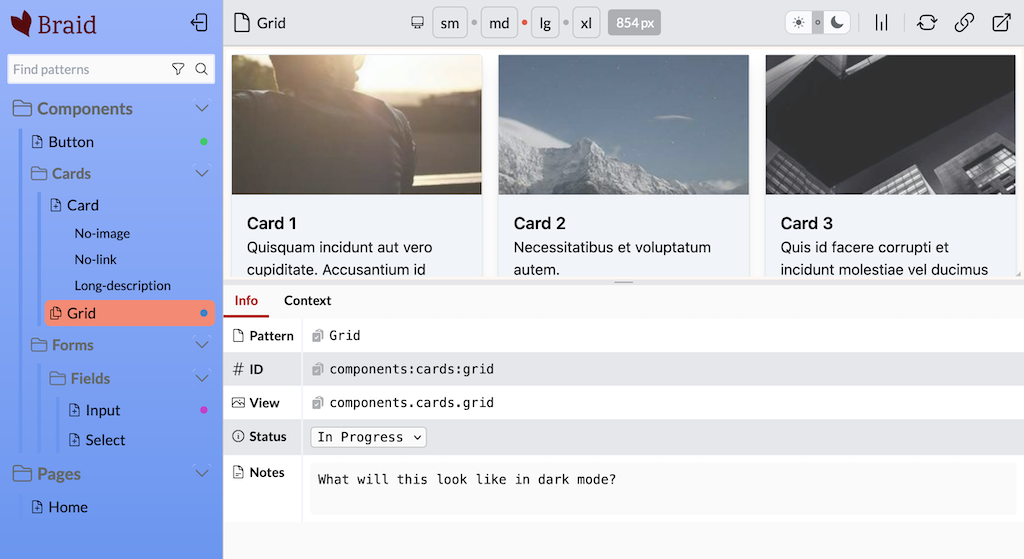 Braid
Find patterns
Components
Button
Cards
Card
No-image
No-link
Long-description
Grid
Forms
Fields
Input
Select
Pages
Home
Grid
sm md lg xl 854 px
Card 1
Quisquam incidunt aut vero
cupiditate. Accusantium id
Card 2
Necessitatibus et voluptatum
autem.
Card 3
Quis id facere corrupti et
incidunt molestiae vel ducimus
Info Context
Pattern Grid
ID components:cards:grid
View components.cards.grid
Status In Progress
Notes What will this look like in dark mode?